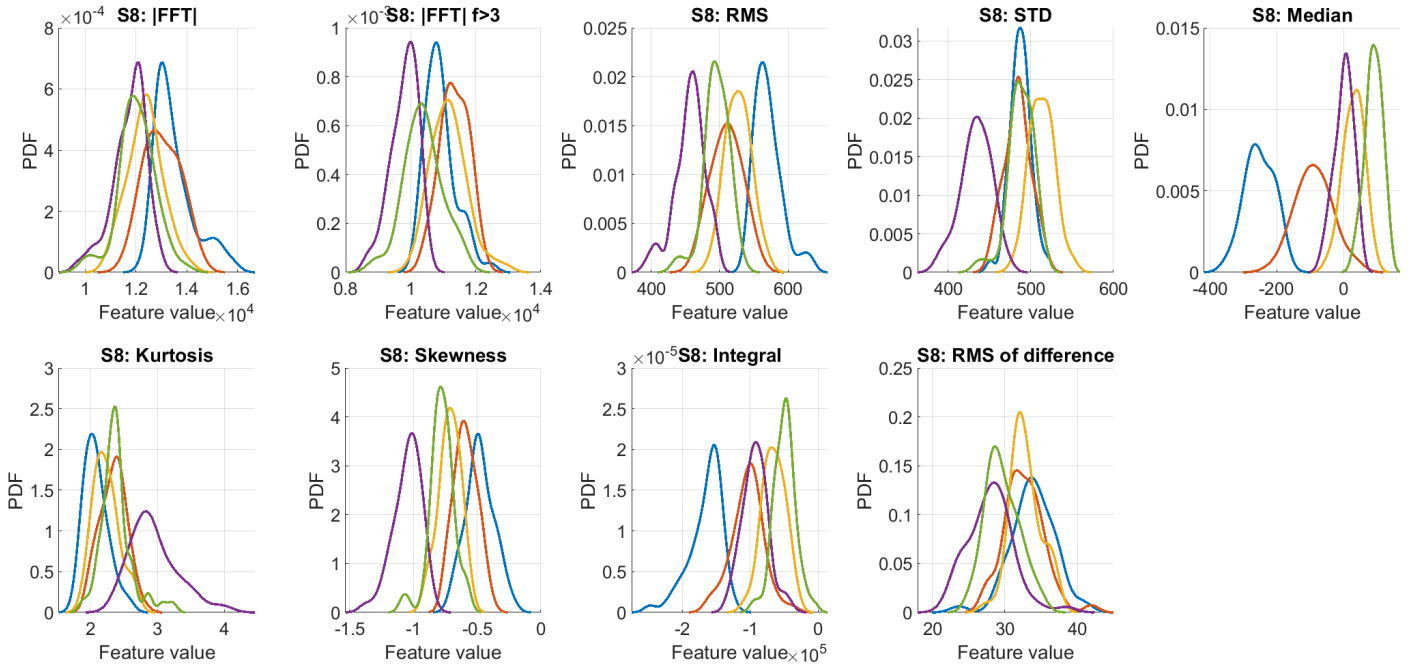 ×10⁻⁴ S8: |FFT|
8
6
4
2
0
PDF
1 1.2 1.4 1.6
Feature value ×10⁴
×10⁻³ S8: |FFT| f>3
1
0.8
0.6
0.4
0.2
0
PDF
0.8 1 1.2 1.4
Feature value ×10⁴
S8: RMS
0.025
0.02
0.015
0.01
0.005
0
PDF
400 500 600
Feature value
S8: STD
0.03
0.025
0.02
0.015
0.01
0.005
0
PDF
400 500 600
Feature value
S8: Median
0.015
0.01
0.005
0
PDF
-400 -200 0
Feature value
S8: Kurtosis
3
2.5
2
1.5
1
0.5
0
PDF
2 3 4
Feature value
S8: Skewness
5
4
3
2
1
0
PDF
-1.5 -1 -0.5 0
Feature value
×10⁻⁵ S8: Integral
3
2.5
2
1.5
1
0.5
0
PDF
-2 -1 0
Feature value ×10⁵
S8: RMS of difference
0.25
0.2
0.15
0.1
0.05
0
PDF
20 30 40
Feature value